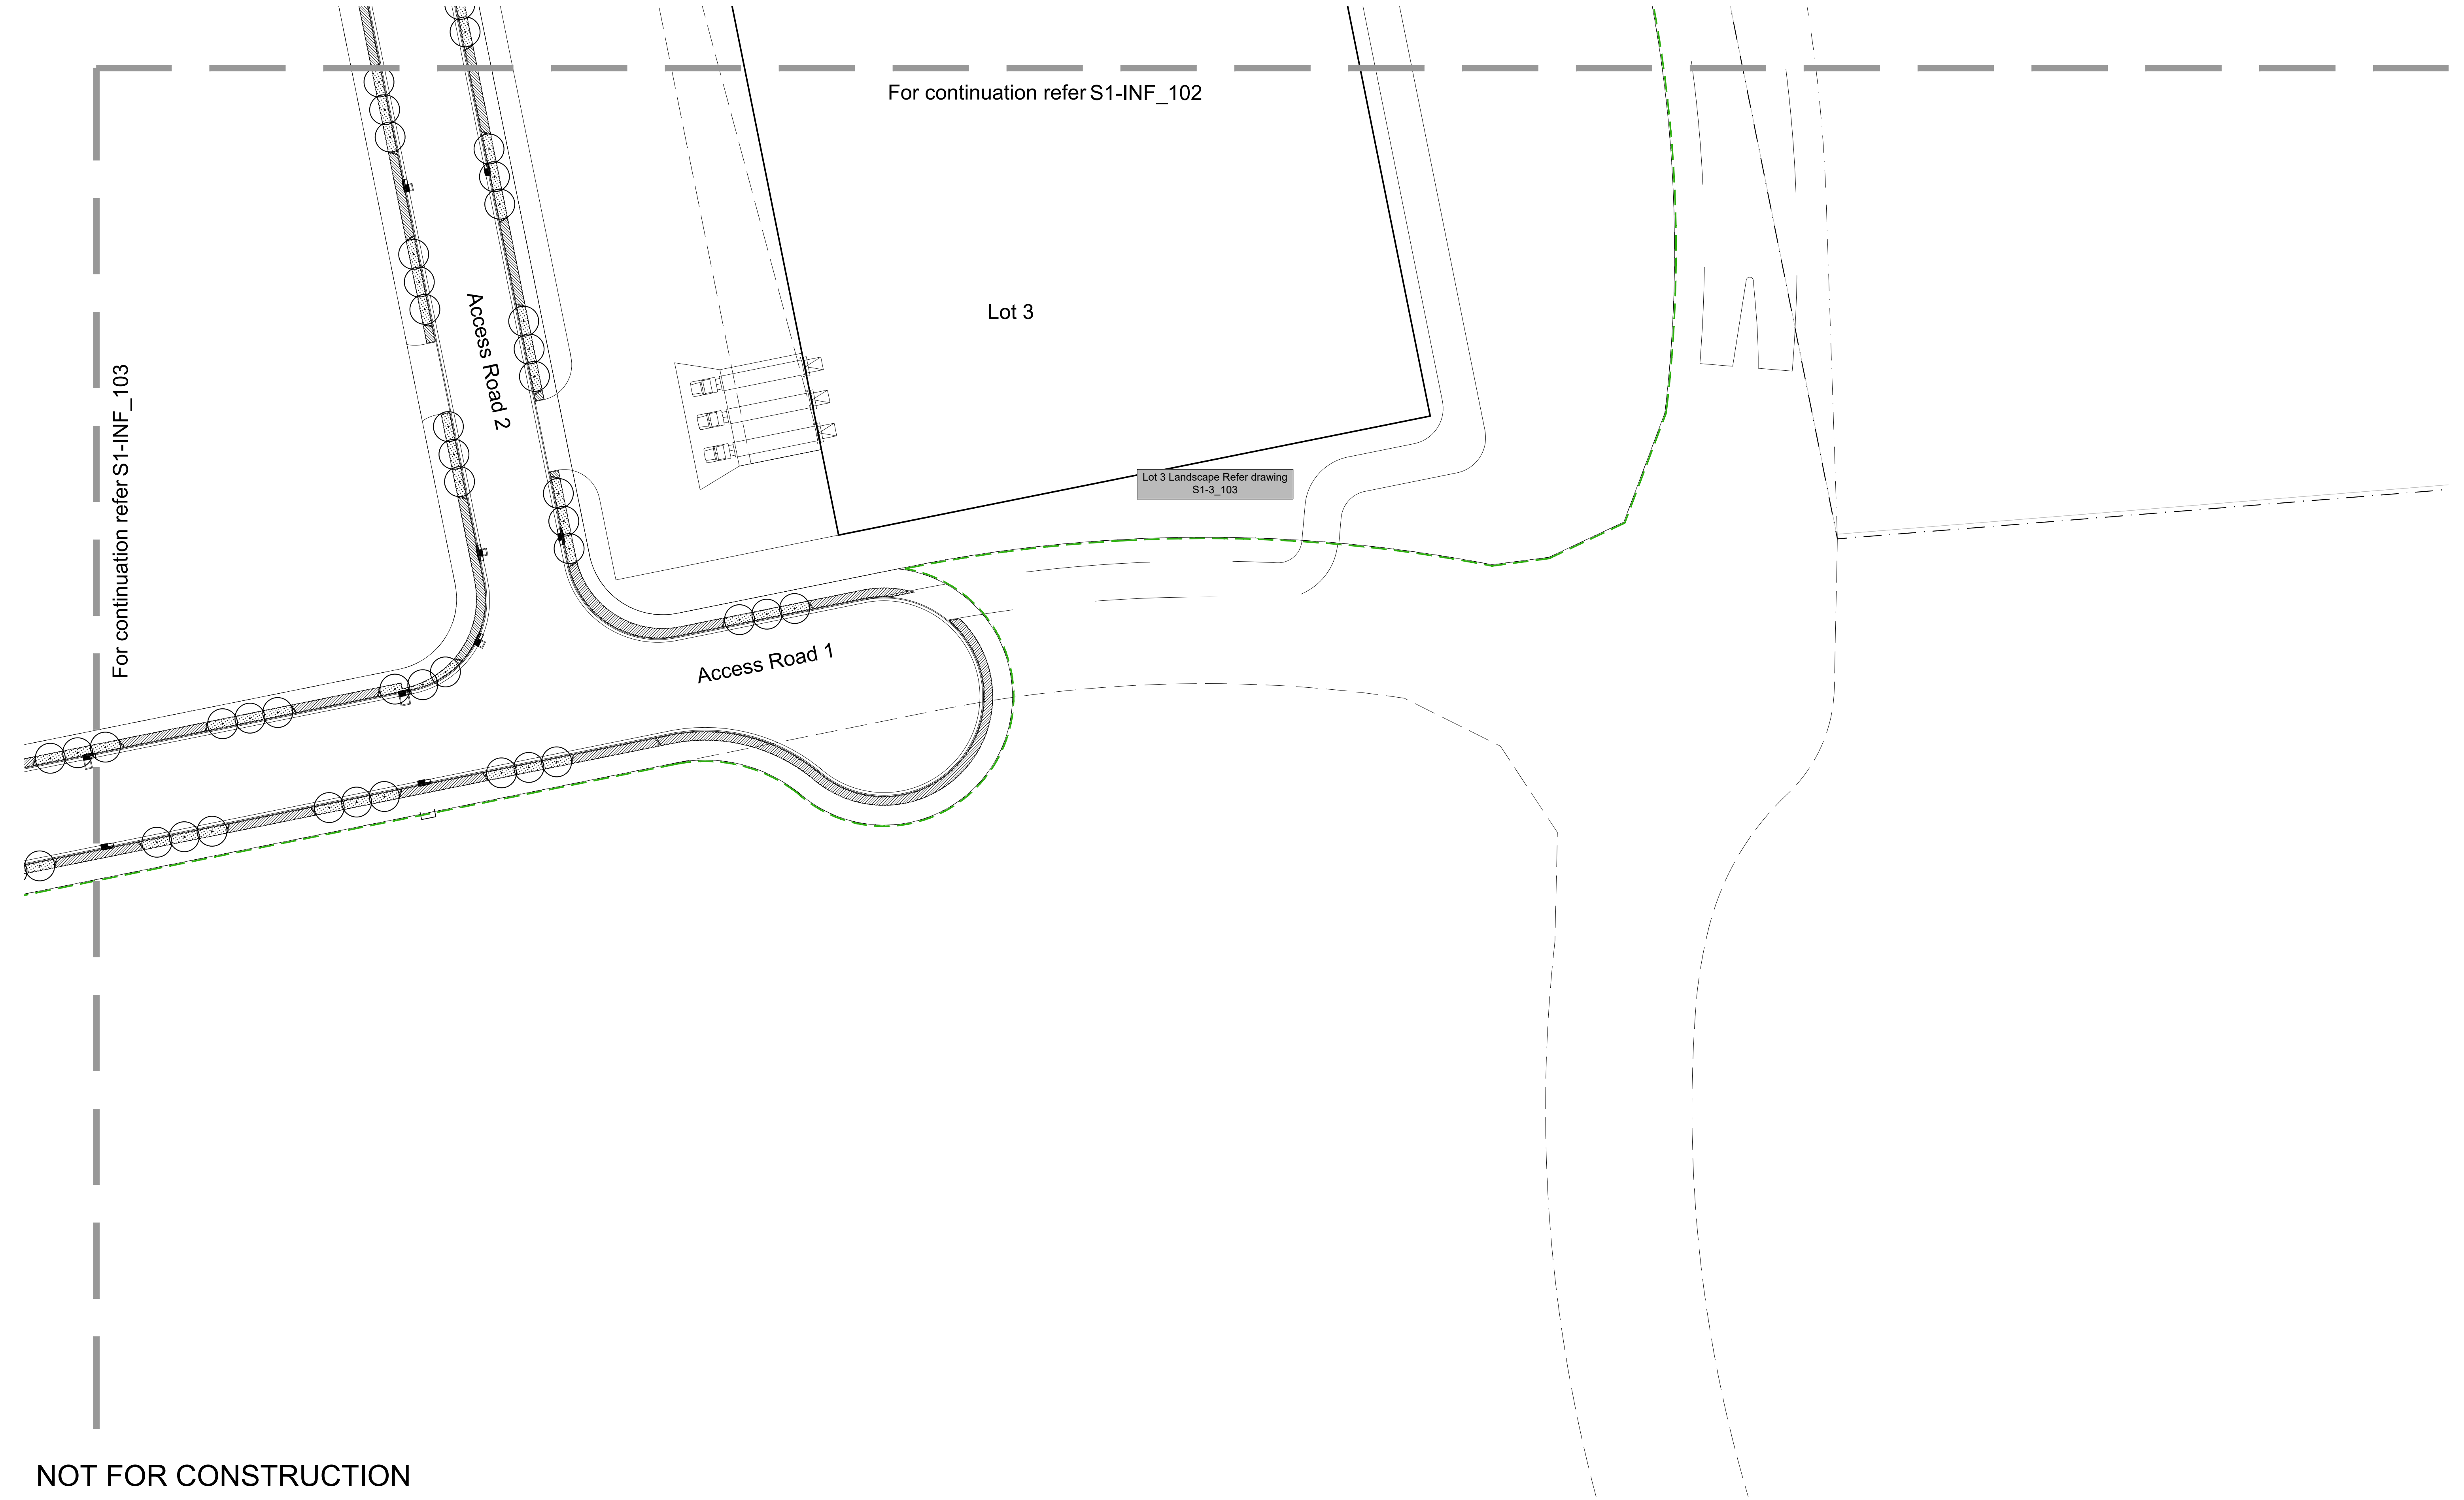 For continuation refer S1-INF_102
Lot 3
Access Road 2
For continuation refer S1-INF_103
Lot 3 Landscape Refer drawing
S1-3_103
Access Road 1
NOT FOR CONSTRUCTION